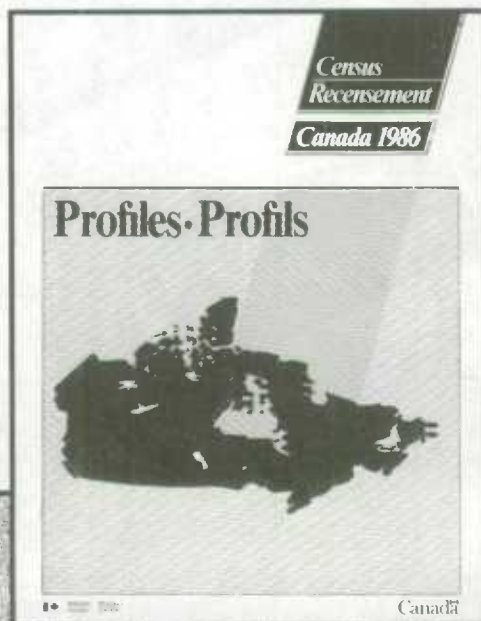 Census
Recensement
Canada 1986
Profiles • Profils
Canada